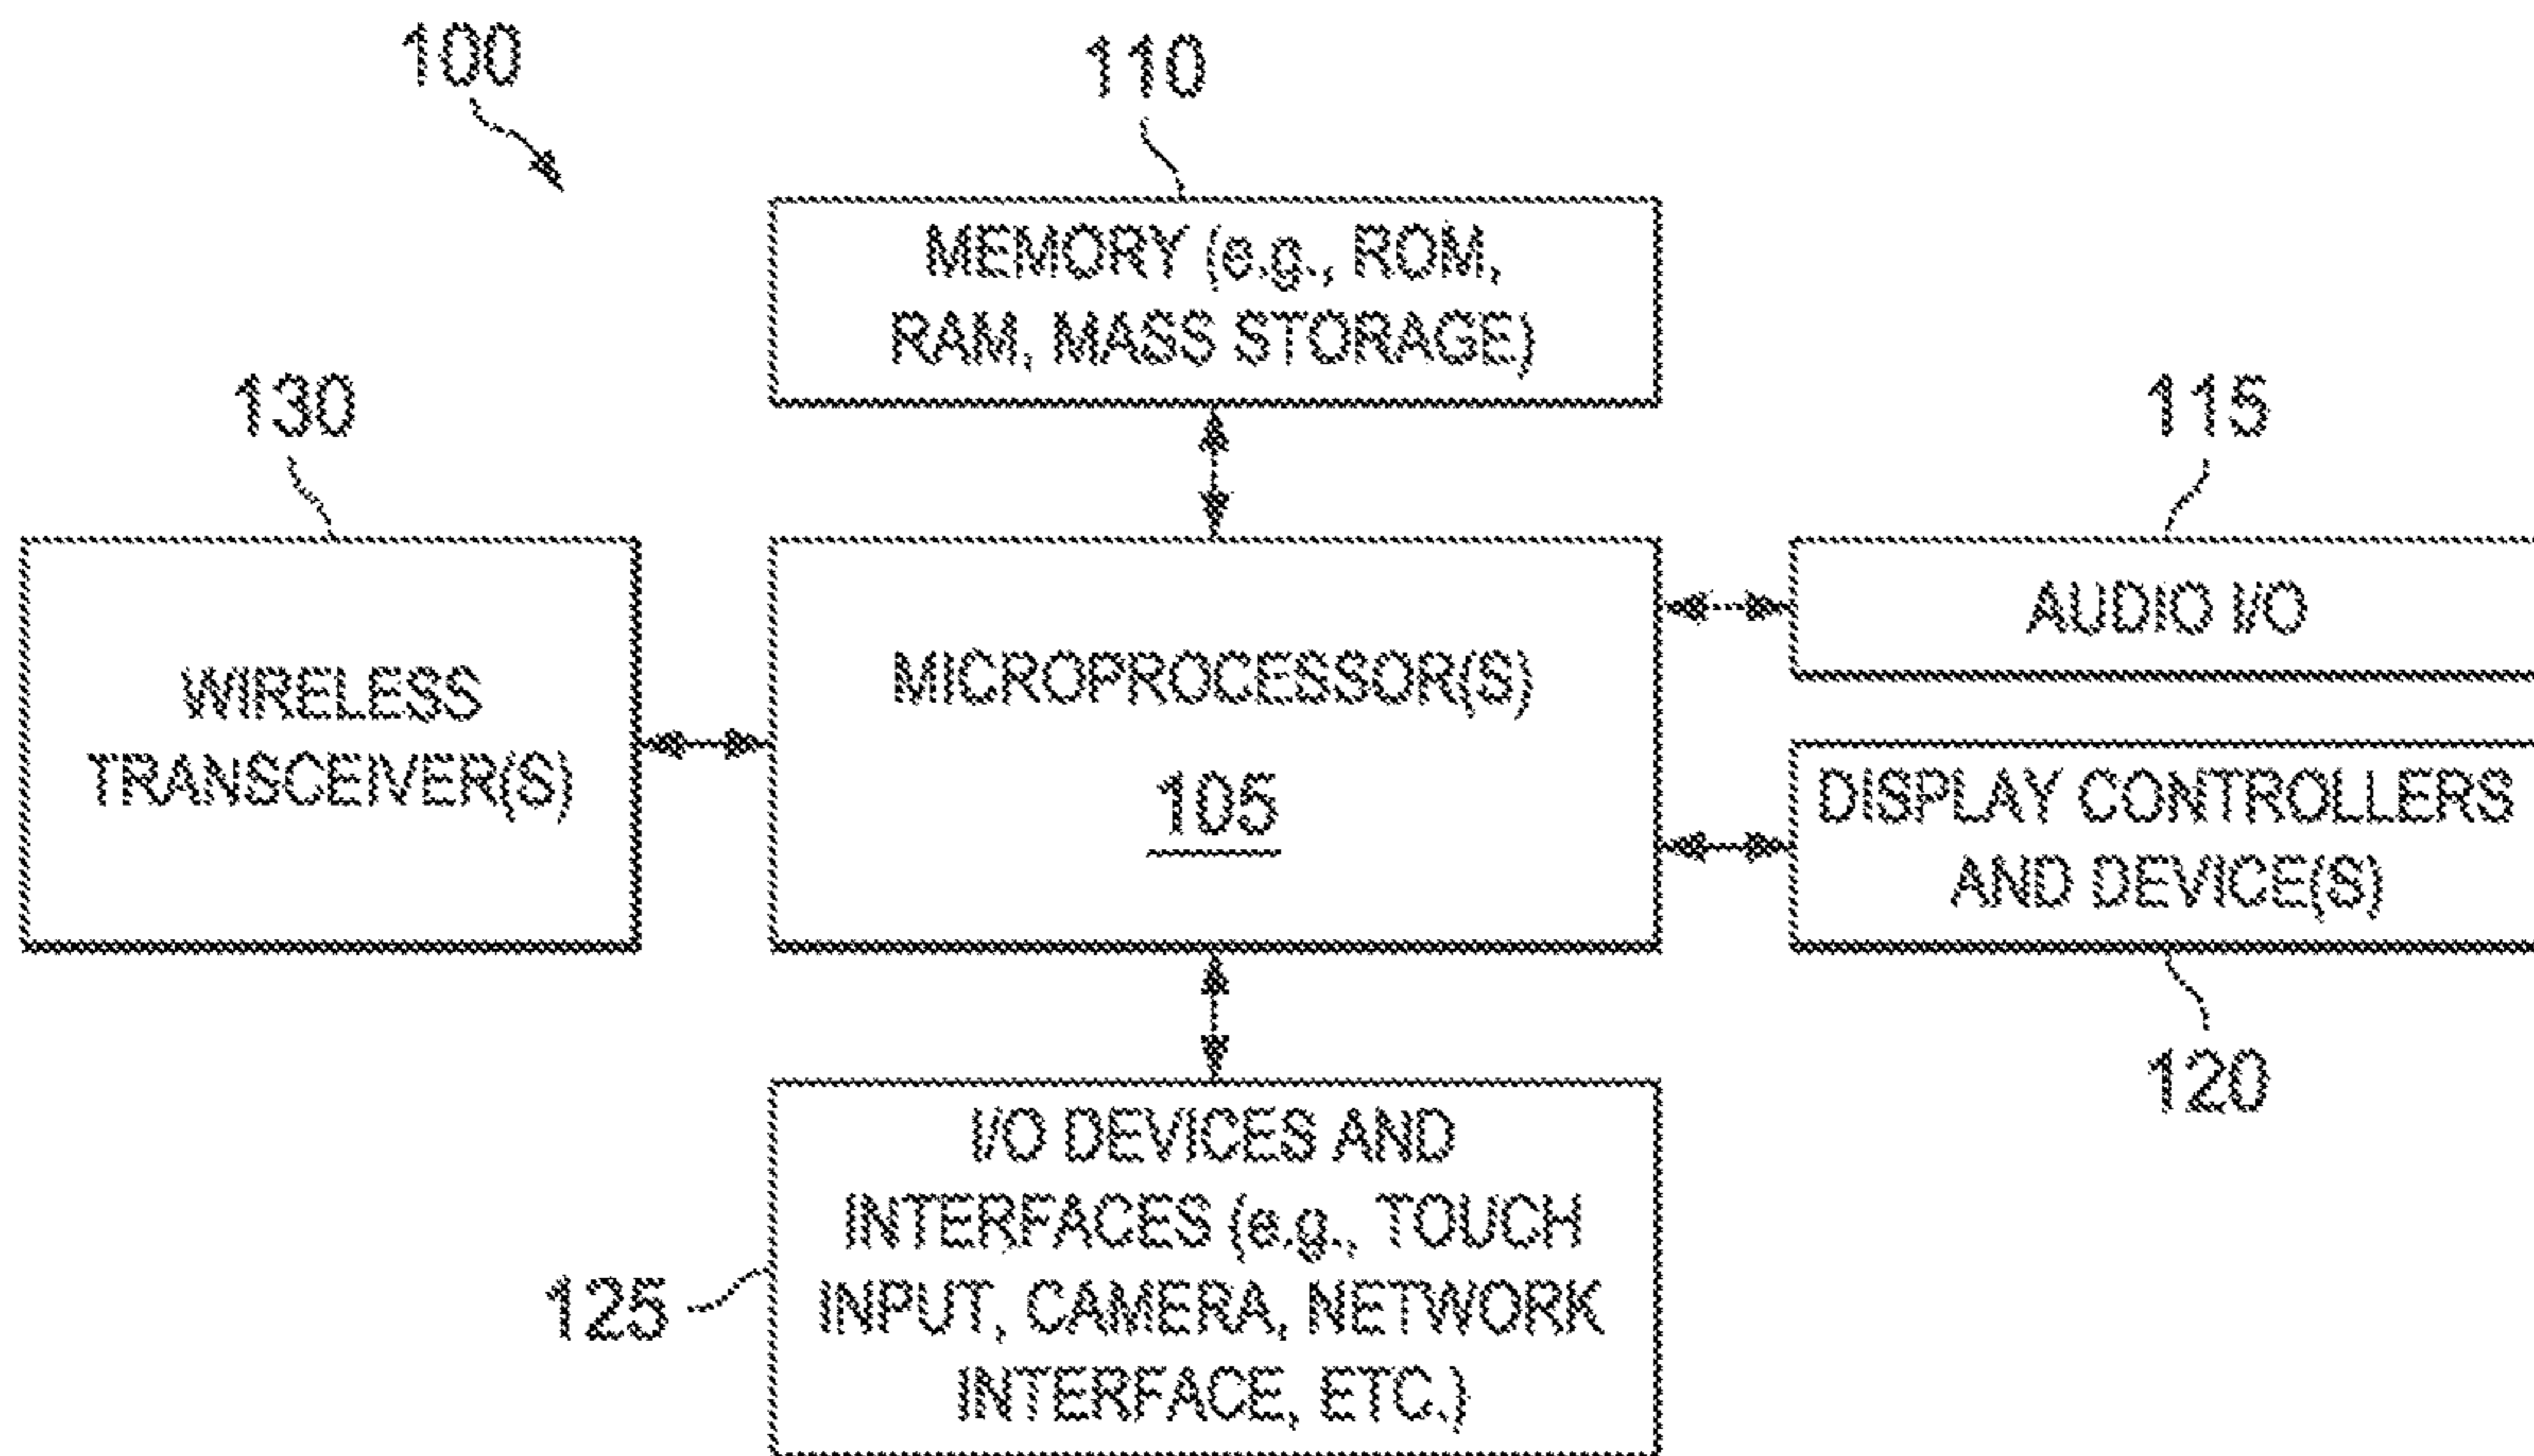 100
110
MEMORY (e.g., ROM,
RAM, MASS STORAGE)
130
115
WIRELESS
TRANSCEIVER(S)
MICROPROCESSOR(S)
105
AUDIO I/O
DISPLAY CONTROLLERS
AND DEVICE(S)
120
125
I/O DEVICES AND
INTERFACES (e.g., TOUCH
INPUT, CAMERA, NETWORK
INTERFACE, ETC.)